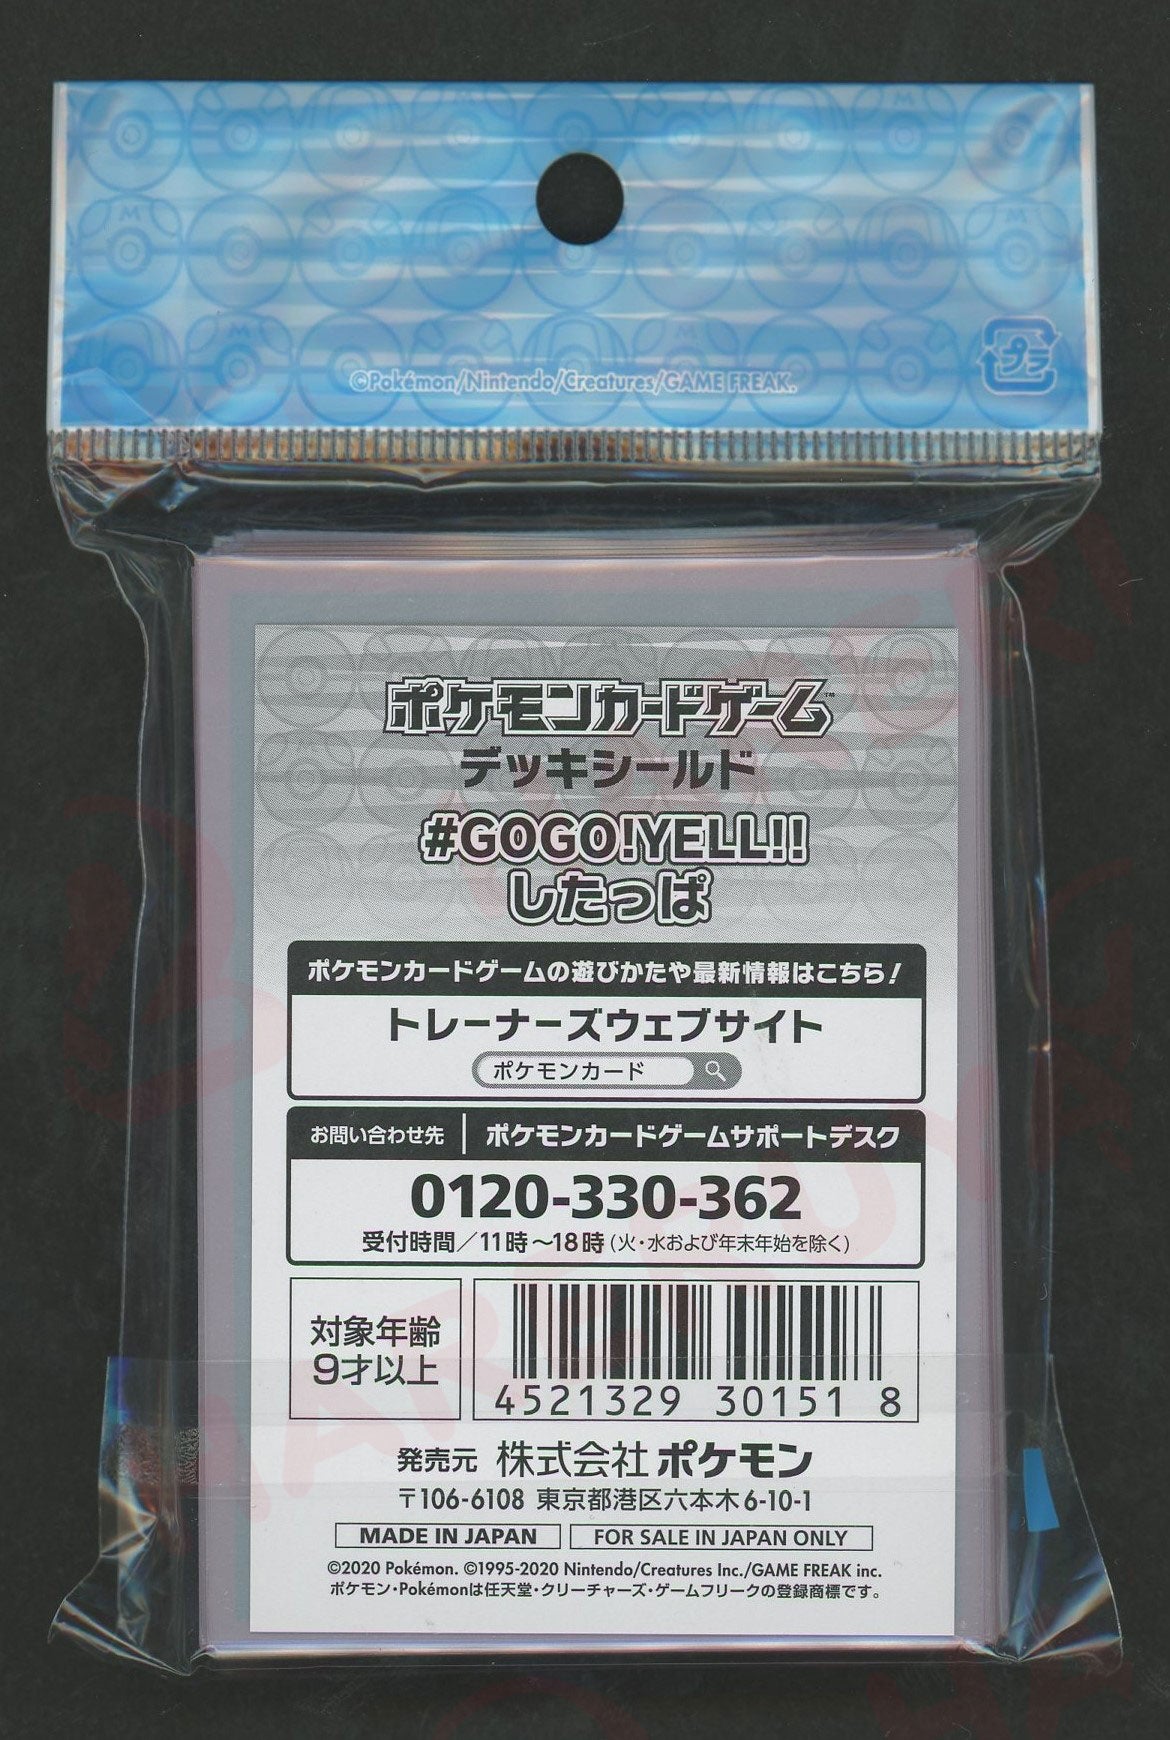 ©Pokémon/Nintendo/Creatures/GAME FREAK.
プラ
ポケモンカードゲーム™
デッキシールド
#GOGO!YELL!!
したっぱ
ポケモンカードゲームの遊びかたや最新情報はこちら！
トレーナーズウェブサイト
ポケモンカード
お問い合わせ先 ポケモンカードゲームサポートデスク
0120-330-362
受付時間／11時～18時(火・水および年末年始を除く)
対象年齢
9才以上
4521329 30151 8
発売元 株式会社ポケモン
〒106-6108 東京都港区六本木6-10-1
MADE IN JAPAN FOR SALE IN JAPAN ONLY
©2020 Pokémon. ©1995-2020 Nintendo/Creatures Inc./GAME FREAK inc.
ポケモン・Pokémonは任天堂・クリーチャーズ・ゲームフリークの登録商標です。